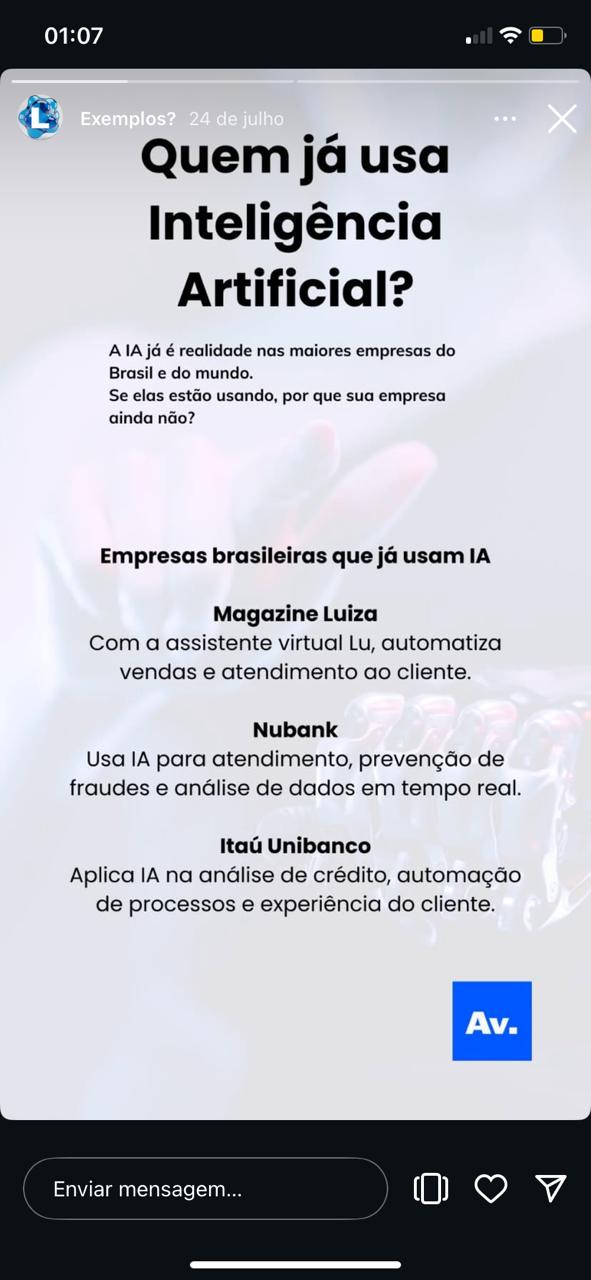 01:07
L
Exemplos? 24 de julho
Quem já usa
Inteligência
Artificial?
A IA já é realidade nas maiores empresas do
Brasil e do mundo.
Se elas estão usando, por que sua empresa
ainda não?
Empresas brasileiras que já usam IA
Magazine Luiza
Com a assistente virtual Lu, automatiza
vendas e atendimento ao cliente.
Nubank
Usa IA para atendimento, prevenção de
fraudes e análise de dados em tempo real.
Itaú Unibanco
Aplica IA na análise de crédito, automação
de processos e experiência do cliente.
Av.
Enviar mensagem...